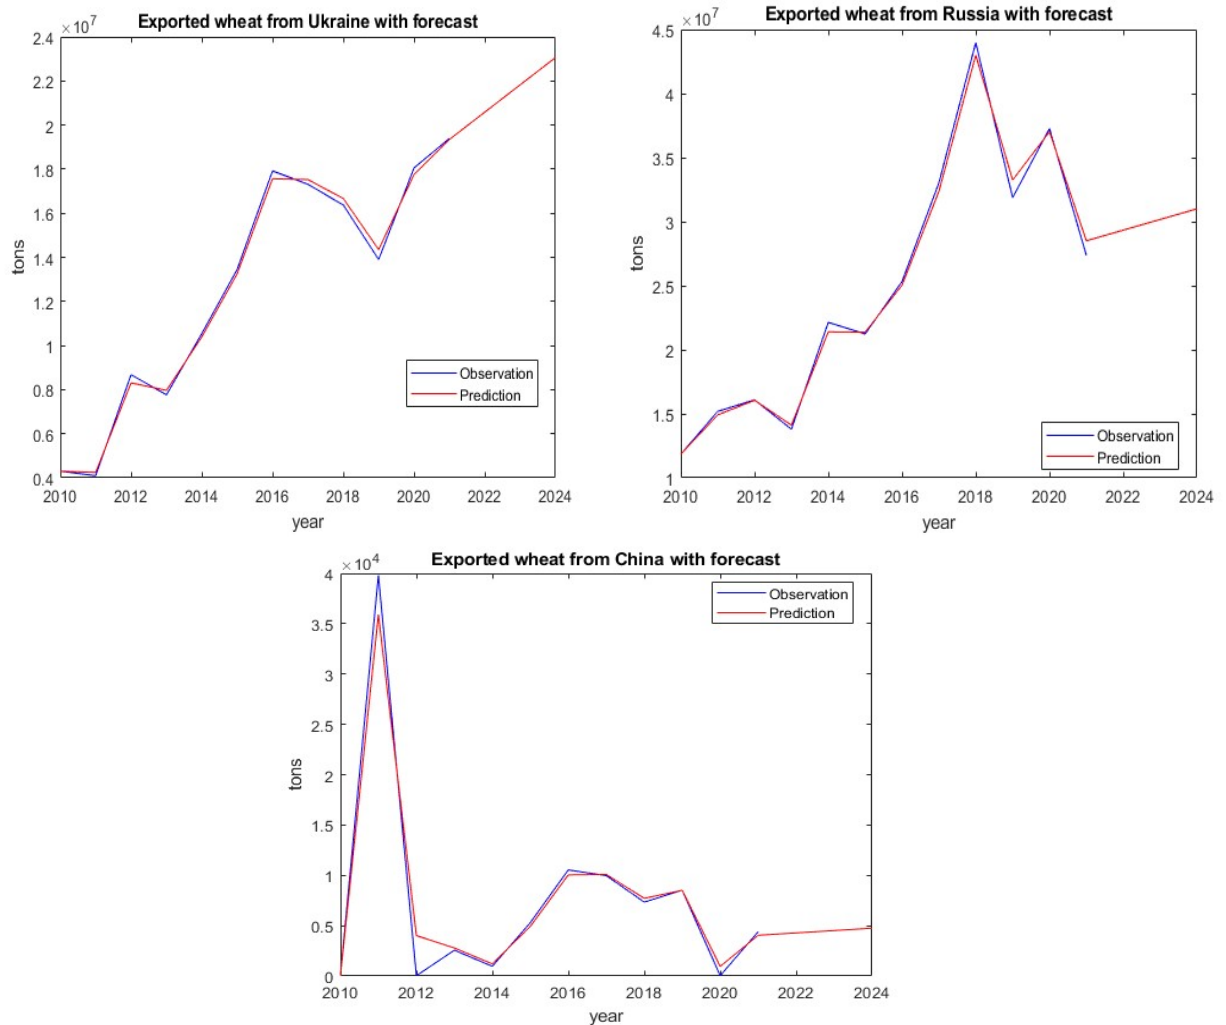 Exported wheat from Ukraine with forecast
×10^7
2.4
2.2
2
1.8
1.6
1.4
1.2
1
0.8
0.6
0.4
tons
Observation
Prediction
2010 2012 2014 2016 2018 2020 2022 2024
year
Exported wheat from Russia with forecast
×10^7
4.5
4
3.5
3
2.5
2
1.5
1
tons
Observation
Prediction
2010 2012 2014 2016 2018 2020 2022 2024
year
Exported wheat from China with forecast
×10^4
4
3.5
3
2.5
2
1.5
1
0.5
0
tons
Observation
Prediction
2010 2012 2014 2016 2018 2020 2022 2024
year